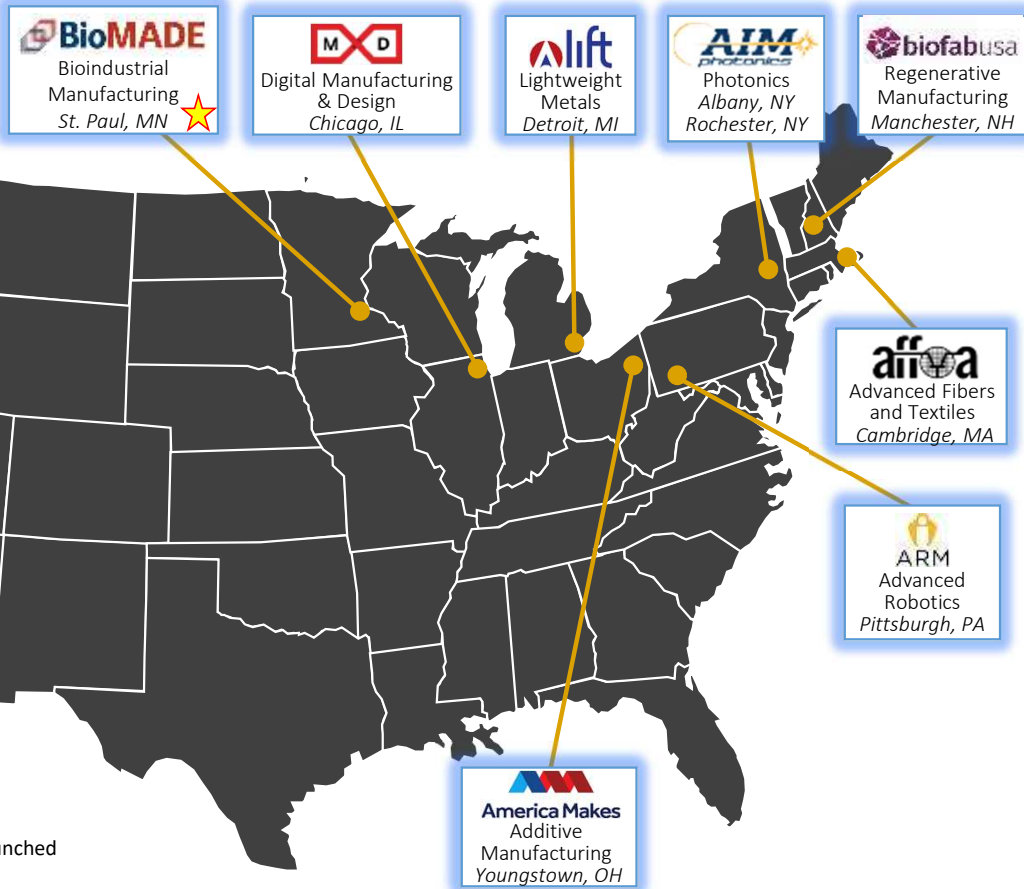 BioMADE
Bioindustrial
Manufacturing
St. Paul, MN
MXD
Digital Manufacturing
& Design
Chicago, IL
lift
Lightweight
Metals
Detroit, MI
AIM
photonics
Photonics
Albany, NY
Rochester, NY
biofabusa
Regenerative
Manufacturing
Manchester, NH
affoa
Advanced Fibers
and Textiles
Cambridge, MA
ARM
Advanced
Robotics
Pittsburgh, PA
America Makes
Additive
Manufacturing
Youngstown, OH
nched